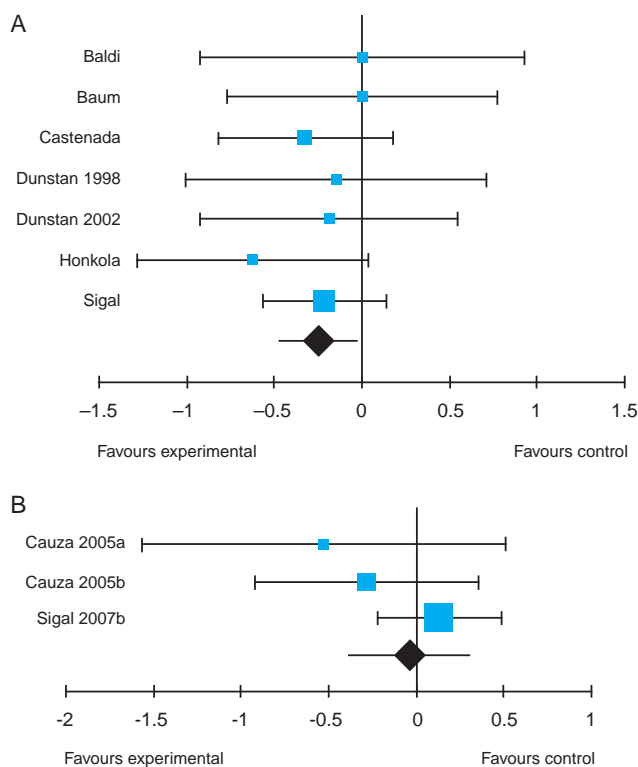 A
Baldi
Baum
Castenada
Dunstan 1998
Dunstan 2002
Honkola
Sigal
–1.5 –1 –0.5 0 0.5 1 1.5
Favours experimental Favours control
B
Cauza 2005a
Cauza 2005b
Sigal 2007b
-2 -1.5 -1 -0.5 0 0.5 1
Favours experimental Favours control